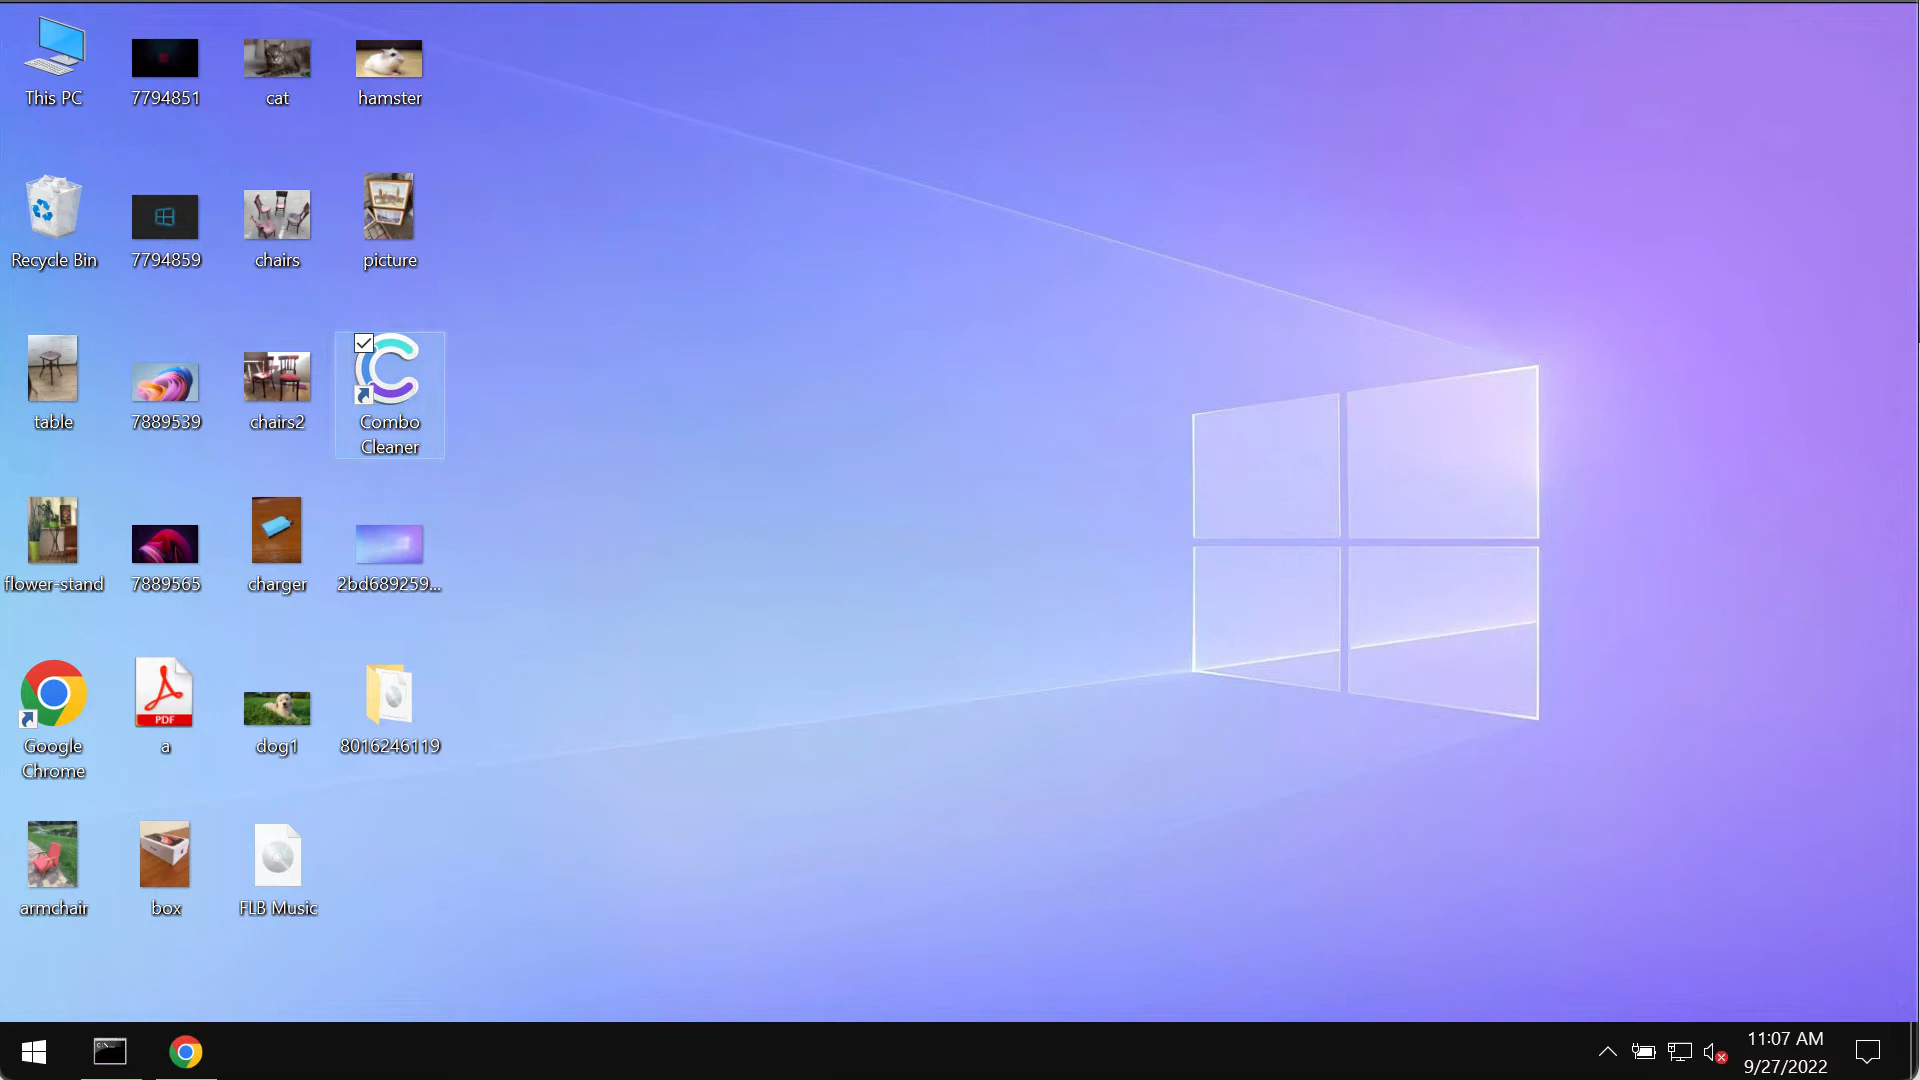 This PC
7794851
cat
hamster
Recycle Bin
7794859
chairs
picture
table
7889539
chairs2
Combo
Cleaner
flower-stand
7889565
charger
2bd689259...
Google
Chrome
PDF
a
dog1
8016246119
armchair
box
FLB Music
11:07 AM
9/27/2022